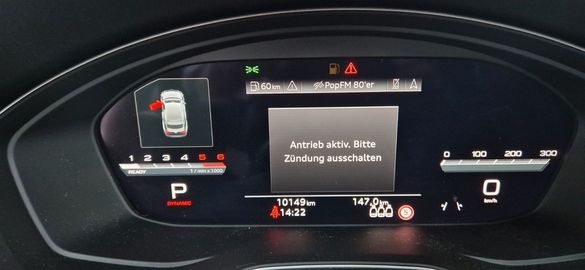 60 km
PopFM 80'er
Antrieb aktiv. Bitte
Zündung ausschalten
1 2 3 4 5 6
READY 1/min x 1000
P
DYNAMIC
0 100 200 300
0
km/h
10149 km
147.0 km
14:22
S